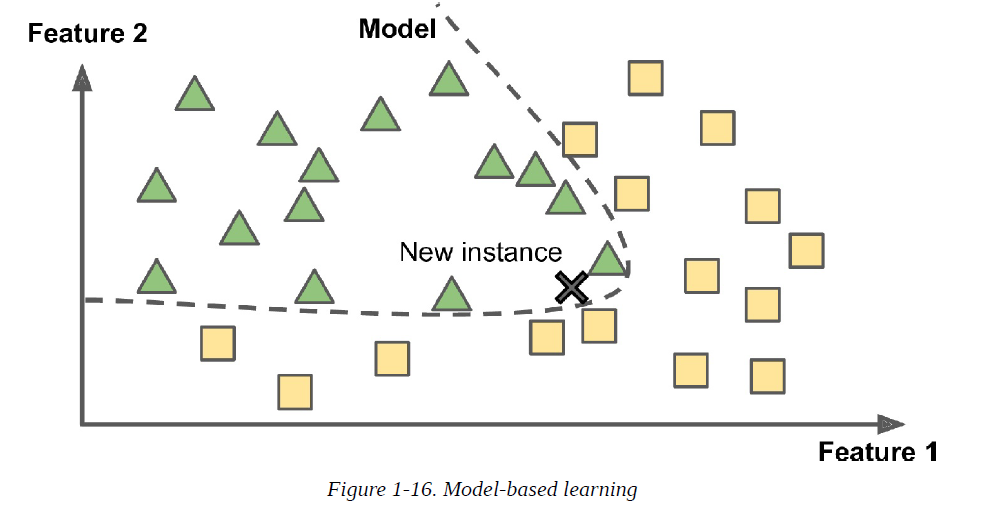 Model
Feature 2
New instance
Feature 1
Figure 1-16. Model-based learning